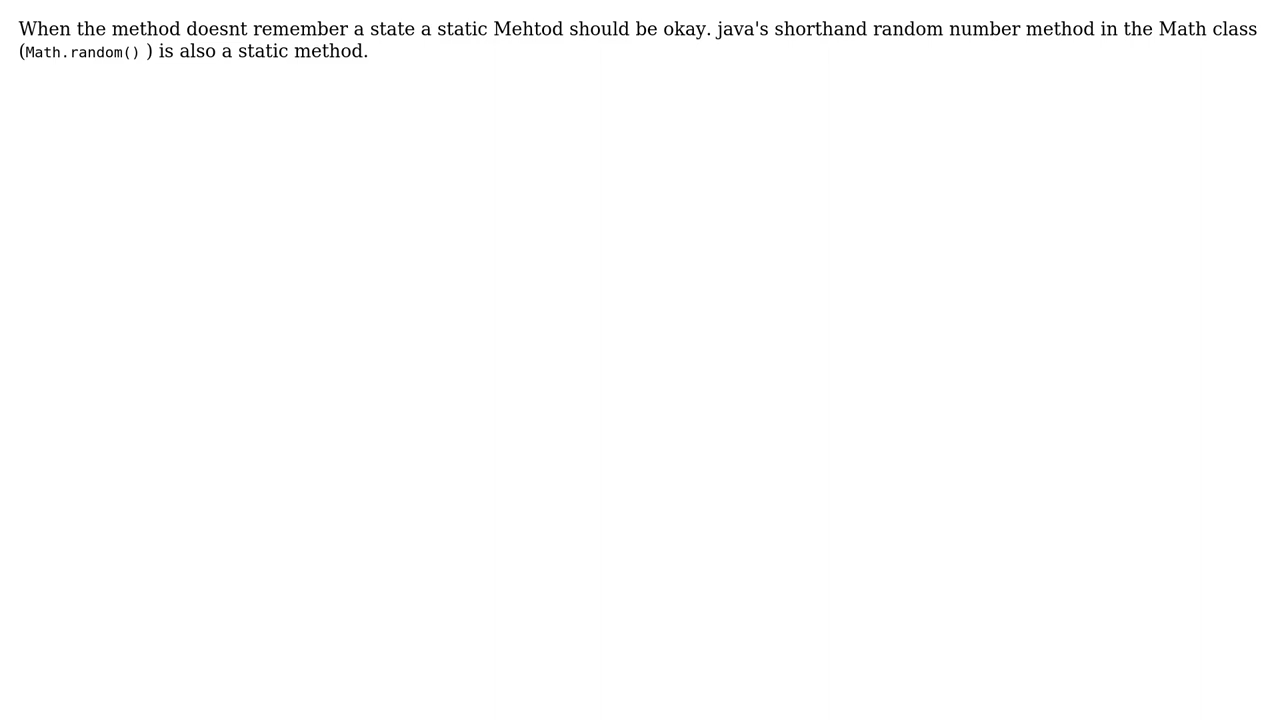 When the method doesnt remember a state a static Mehtod should be okay. java's shorthand random number method in the Math class
(Math.random() ) is also a static method.